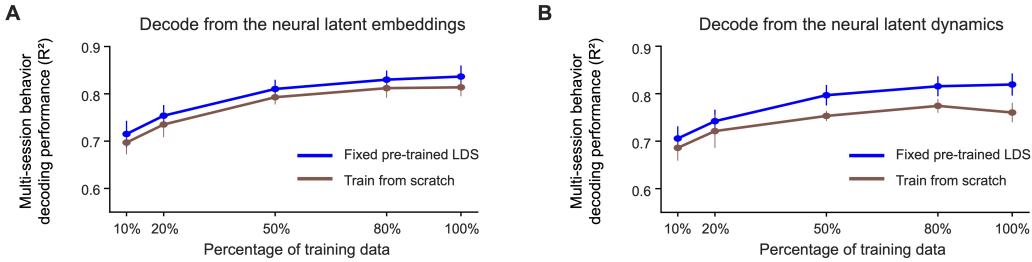 A
Decode from the neural latent embeddings
Multi-session behavior
decoding performance (R²)
0.9
0.8
0.7
0.6
Fixed pre-trained LDS
Train from scratch
10%
20%
50%
80%
100%
Percentage of training data
B
Decode from the neural latent dynamics
Multi-session behavior
decoding performance (R²)
0.9
0.8
0.7
0.6
Fixed pre-trained LDS
Train from scratch
10%
20%
50%
80%
100%
Percentage of training data